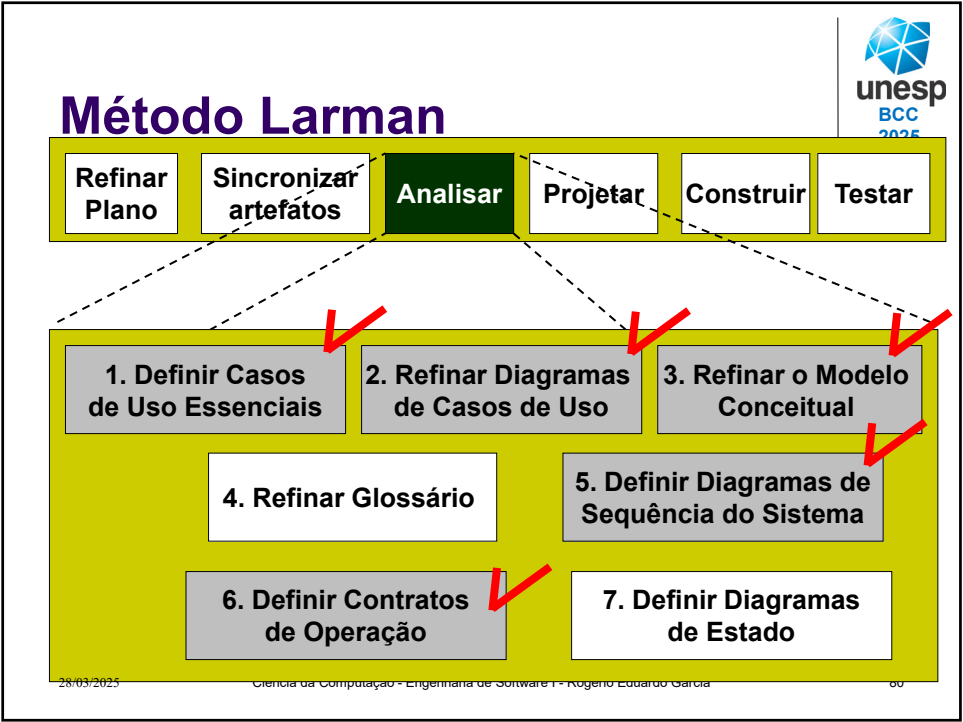 unesp
BCC
2025
Método Larman
Refinar
Plano
Sincronizar
artefatos
Analisar
Projetar
Construir
Testar
1. Definir Casos
de Uso Essenciais
2. Refinar Diagramas
de Casos de Uso
3. Refinar o Modelo
Conceitual
4. Refinar Glossário
5. Definir Diagramas de
Sequência do Sistema
6. Definir Contratos
de Operação
7. Definir Diagramas
de Estado
28/03/2025
Ciência da Computação - Engenharia de Software I - Rogério Eduardo Garcia
80